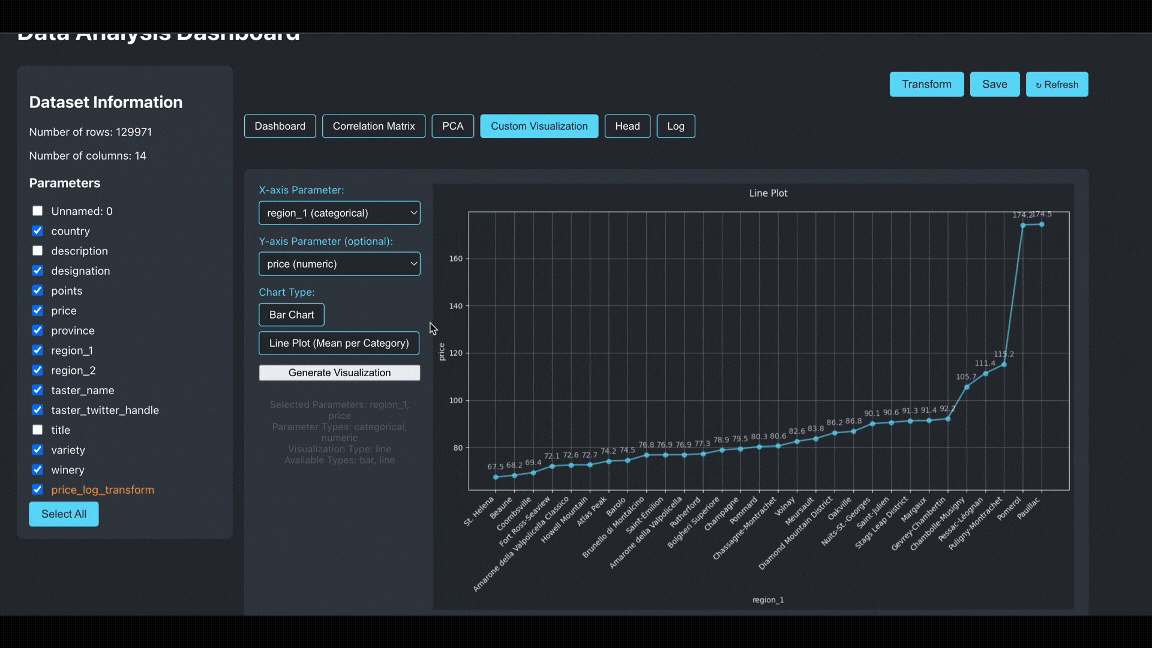 Data Analysis Dashboard
Transform
Save
↻ Refresh
Dataset Information
Number of rows: 129971
Number of columns: 14
Parameters
Unnamed: 0
country
description
designation
points
price
province
region_1
region_2
taster_name
taster_twitter_handle
title
variety
winery
price_log_transform
Select All
Dashboard
Correlation Matrix
PCA
Custom Visualization
Head
Log
X-axis Parameter:
region_1 (categorical)
Y-axis Parameter (optional):
price (numeric)
Chart Type:
Bar Chart
Line Plot (Mean per Category)
Generate Visualization
Selected Parameters: region_1,
price
Parameter Types: categorical,
numeric
Visualization Type: line
Available Types: bar, line
Line Plot
price
160
140
120
100
80
67.5 68.2 69.4 72.1 72.6 72.7 74.2 74.5 76.8 76.9 76.9 77.3 78.9 79.5 80.3 80.6 82.6 83.8 86.2 86.8 90.1 90.6 91.3 91.4 92.2 105.7 111.4 115.2 174.2 174.5
St. Helena
Beaune
Coombsville
Fort Ross-Seaview
Amarone della Valpolicella Classico
Howell Mountain
Atlas Peak
Barolo
Brunello di Montalcino
Saint-Émilion
Amarone della Valpolicella
Rutherford
Bolgheri Superiore
Champagne
Pommard
Chassagne-Montrachet
Volnay
Meursault
Diamond Mountain District
Oakville
Nuits-St.-Georges
Saint-Julien
Stags Leap District
Margaux
Gevrey-Chambertin
Chambolle-Musigny
Pessac-Léognan
Puligny-Montrachet
Pomerol
Pauillac
region_1